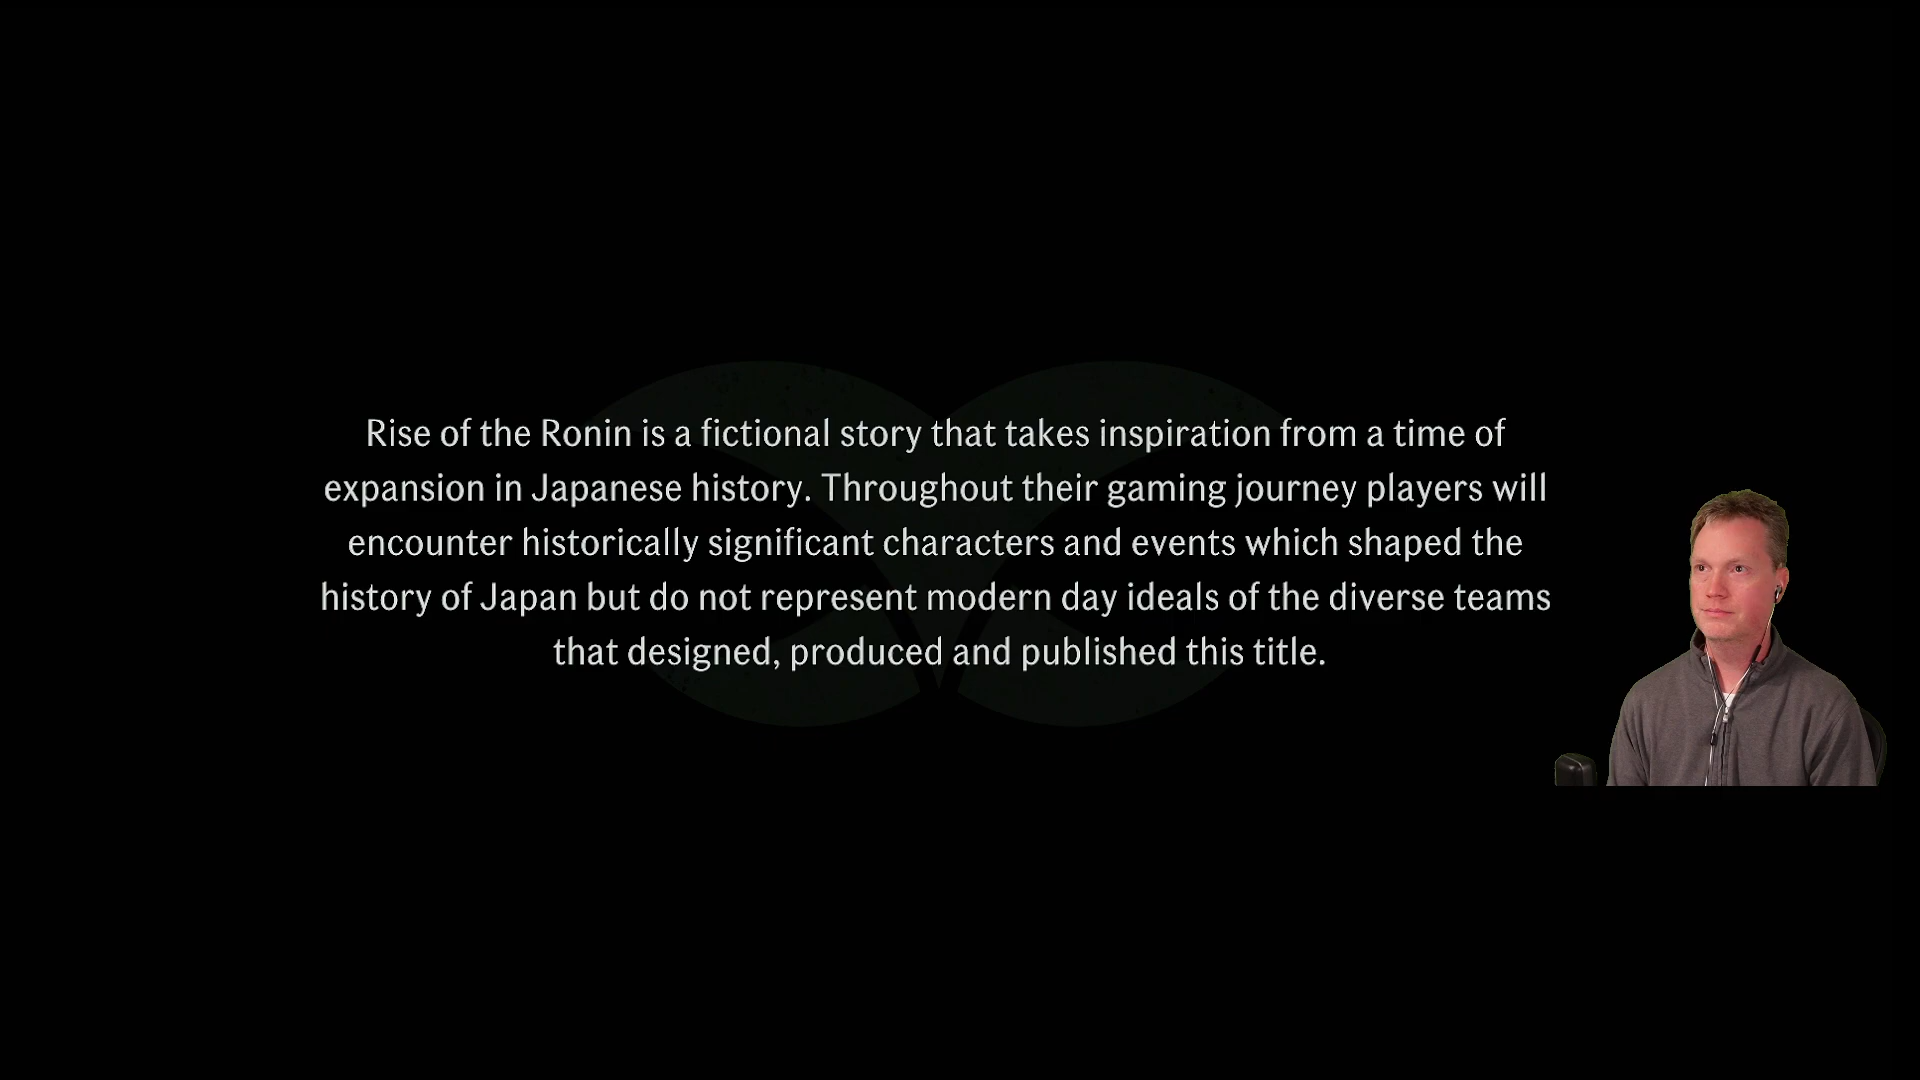 Rise of the Ronin is a fictional story that takes inspiration from a time of
expansion in Japanese history. Throughout their gaming journey players will
encounter historically significant characters and events which shaped the
history of Japan but do not represent modern day ideals of the diverse teams
that designed, produced and published this title.